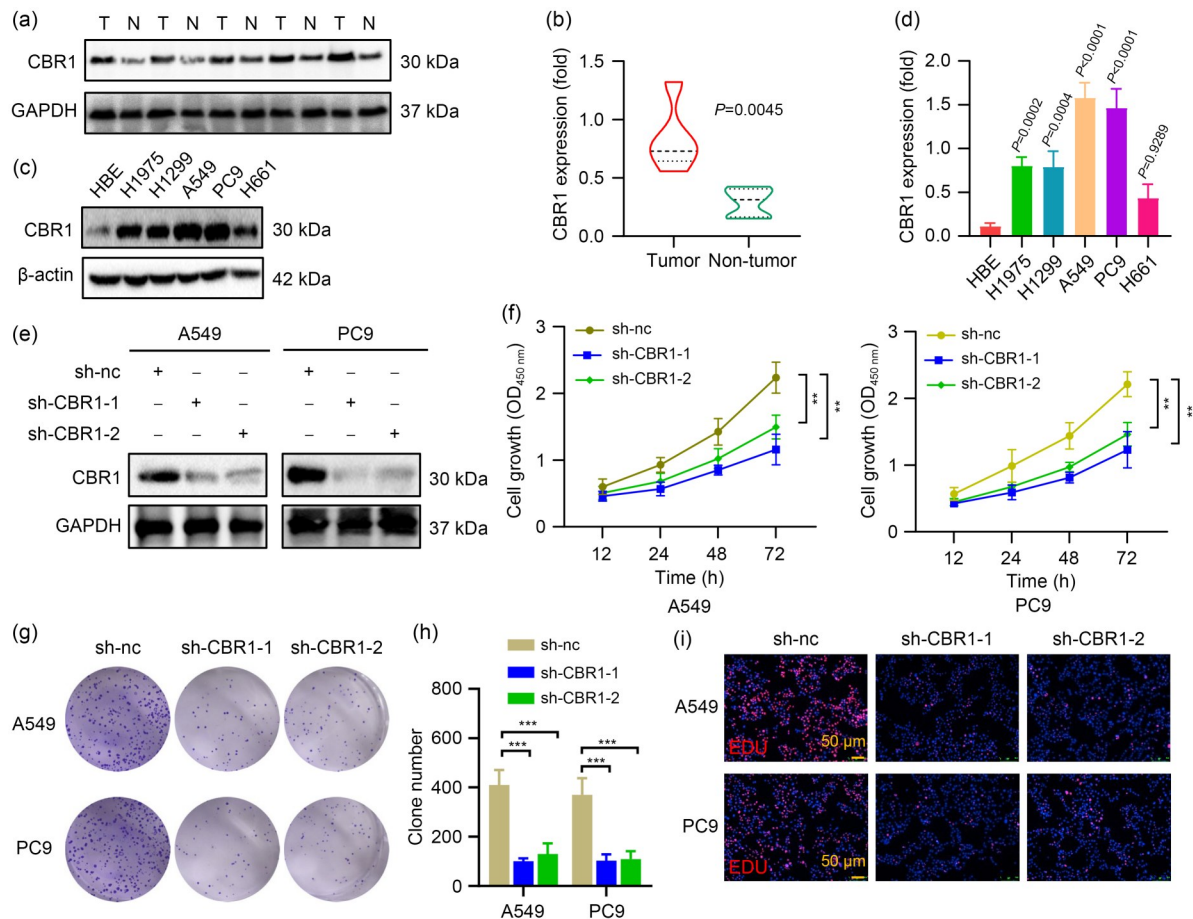 (a)
T N T N T N T N T N
CBR1
30 kDa
GAPDH
37 kDa
(b)
CBR1 expression (fold)
1.5
1.0
0.5
0.0
P=0.0045
Tumor Non-tumor
(c)
HBE H1975 H1299 A549 PC9 H661
CBR1
30 kDa
β-actin
42 kDa
(d)
CBR1 expression (fold)
2.0
1.5
1.0
0.5
0.0
P=0.0002
P=0.0004
P<0.0001
P<0.0001
P=0.9289
HBE H1975 H1299 A549 PC9 H661
(e)
A549 PC9
sh-nc + – – + – –
sh-CBR1-1 – + – – + –
sh-CBR1-2 – – + – – +
CBR1
30 kDa
GAPDH
37 kDa
(f)
Cell growth (OD450 nm)
3
2
1
0
sh-nc
sh-CBR1-1
sh-CBR1-2
**
**
12 24 48 72
Time (h)
A549
Cell growth (OD450 nm)
3
2
1
0
sh-nc
sh-CBR1-1
sh-CBR1-2
**
**
12 24 48 72
Time (h)
PC9
(g)
sh-nc sh-CBR1-1 sh-CBR1-2
A549
PC9
(h)
sh-nc
sh-CBR1-1
sh-CBR1-2
Clone number
800
600
400
200
0
***
***
***
***
A549 PC9
(i)
sh-nc sh-CBR1-1 sh-CBR1-2
A549
EDU
50 μm
PC9
EDU
50 μm